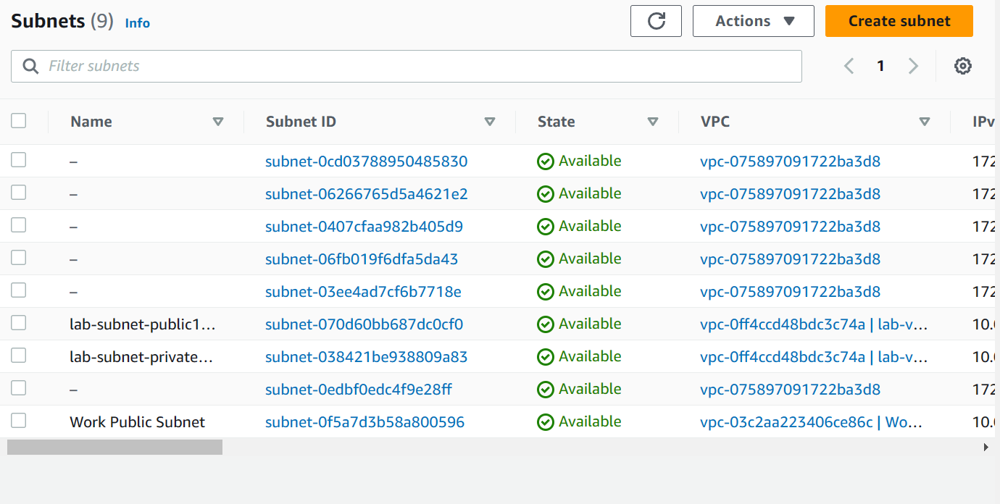 Subnets (9) Info Actions Create subnet
Filter subnets 1
Name Subnet ID State VPC IPv
– subnet-0cd03788950485830 Available vpc-075897091722ba3d8 172
– subnet-06266765d5a4621e2 Available vpc-075897091722ba3d8 172
– subnet-0407cfaa982b405d9 Available vpc-075897091722ba3d8 172
– subnet-06fb019f6dfa5da43 Available vpc-075897091722ba3d8 172
– subnet-03ee4ad7cf6b7718e Available vpc-075897091722ba3d8 172
lab-subnet-public1... subnet-070d60bb687dc0cf0 Available vpc-0ff4ccd48bdc3c74a | lab-v... 10.0
lab-subnet-private... subnet-038421be938809a83 Available vpc-0ff4ccd48bdc3c74a | lab-v... 10.0
– subnet-0edbf0edc4f9e28ff Available vpc-075897091722ba3d8 172
Work Public Subnet subnet-0f5a7d3b58a800596 Available vpc-03c2aa223406ce86c | Wo... 10.0